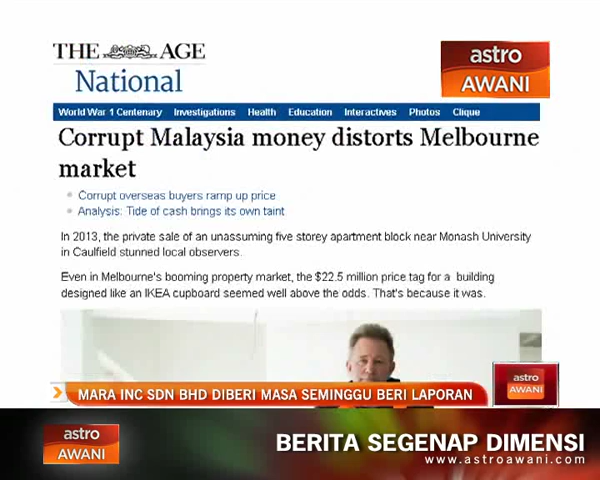 THE AGE
National
astro
AWANI
World War 1 Centenary Investigations Health Education Interactives Photos Clique
Corrupt Malaysia money distorts Melbourne
market
Corrupt overseas buyers ramp up price
Analysis: Tide of cash brings its own taint
In 2013, the private sale of an unassuming five storey apartment block near Monash University
in Caulfield stunned local observers.
Even in Melbourne's booming property market, the $22.5 million price tag for a building
designed like an IKEA cupboard seemed well above the odds. That's because it was.
MARA INC SDN BHD DIBERI MASA SEMINGGU BERI LAPORAN
astro
AWANI
astro
AWANI
BERITA SEGENAP DIMENSI
www.astroawani.com